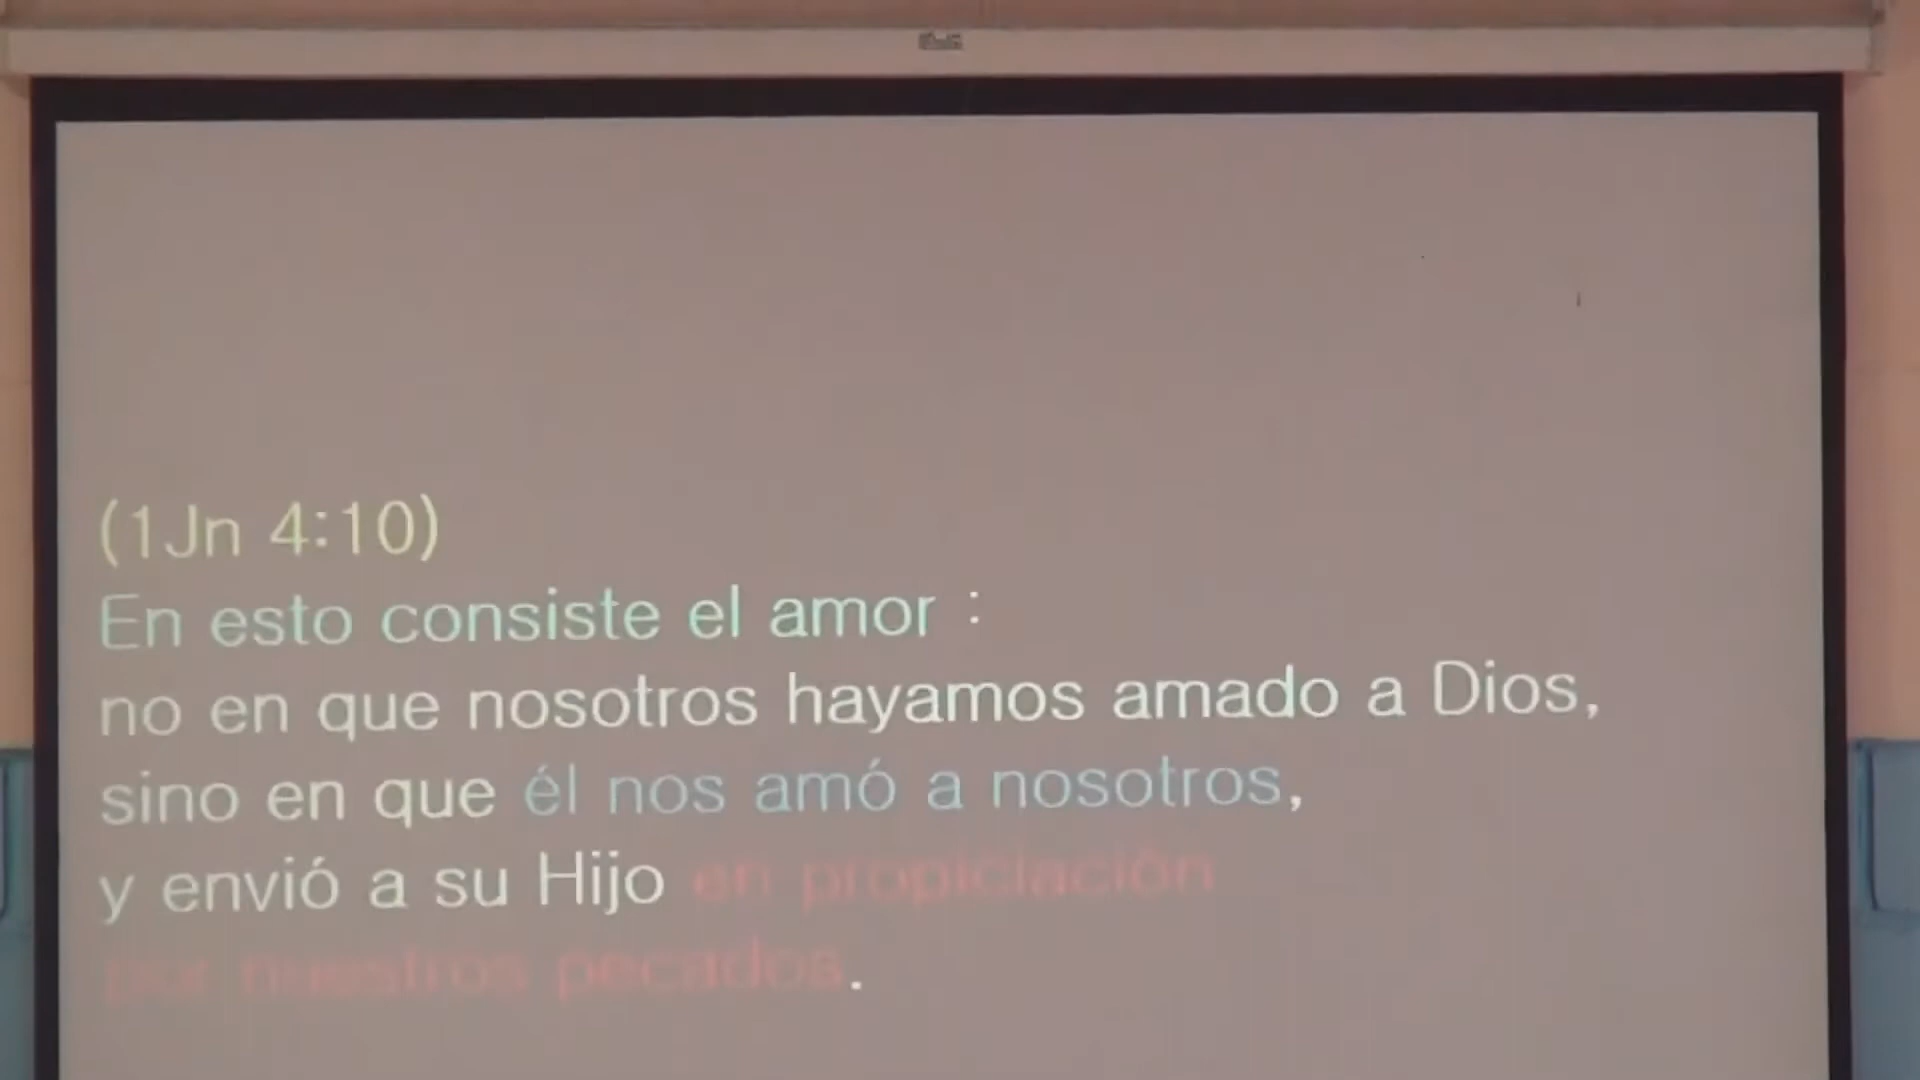 (1Jn 4:10)
En esto consiste el amor :
no en que nosotros hayamos amado a Dios,
sino en que él nos amó a nosotros,
y envió a su Hijo en propiciación
por nuestros pecados.